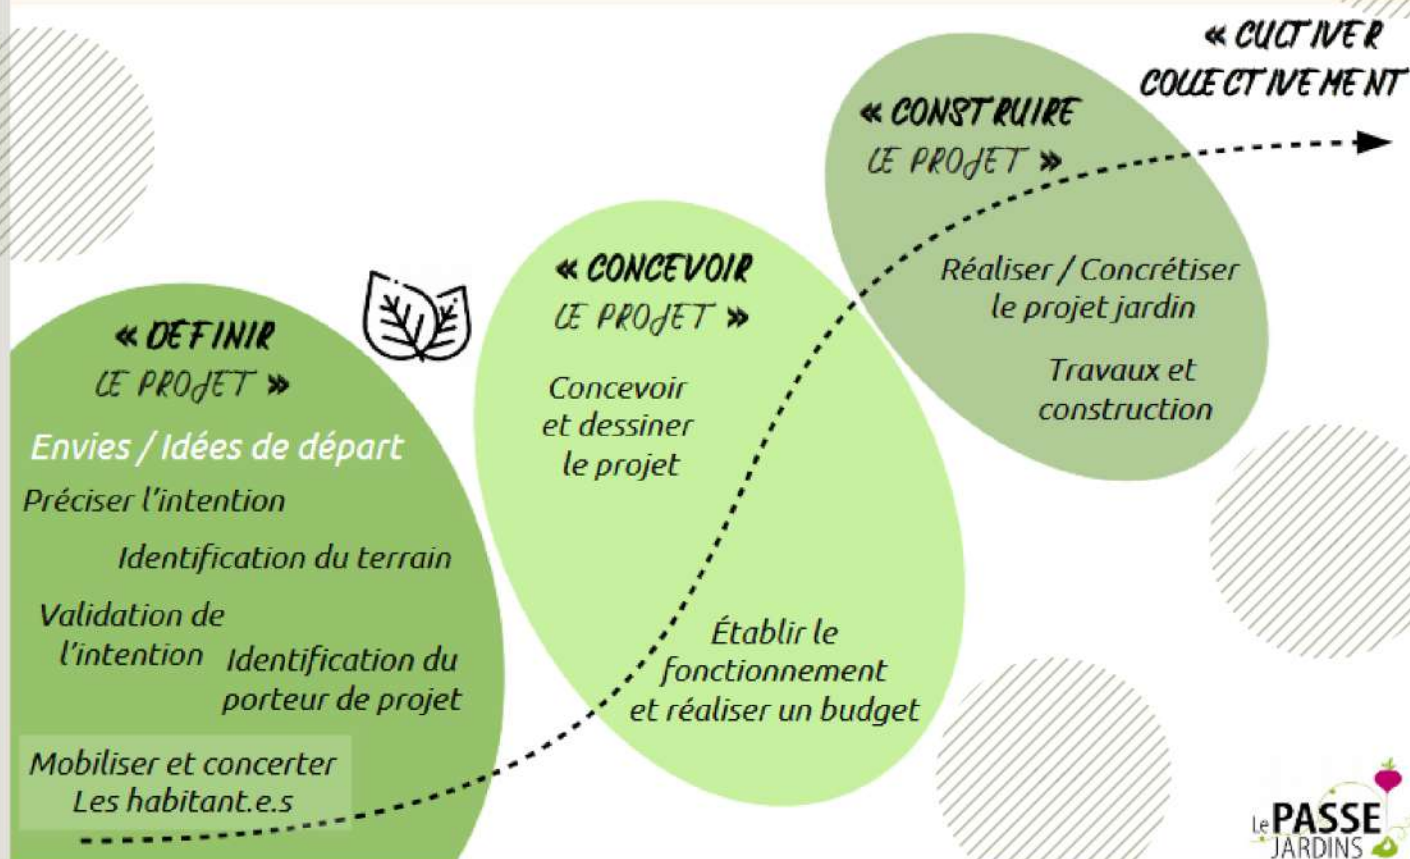 « DÉFINIR
LE PROJET »
Envies / Idées de départ
Préciser l'intention
Identification du terrain
Validation de
l'intention
Identification du
porteur de projet
Mobiliser et concerter
Les habitant.e.s
« CONCEVOIR
LE PROJET »
Concevoir
et dessiner
le projet
Établir le
fonctionnement
et réaliser un budget
« CONSTRUIRE
LE PROJET »
Réaliser / Concrétiser
le projet jardin
Travaux et
construction
« CULTIVER
COLLECTIVEMENT
Le PASSE
JARDINS